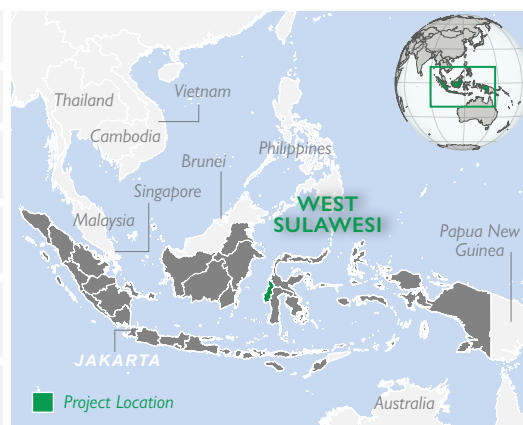 Thailand
Vietnam
Cambodia
Philippines
Brunei
Singapore
Malaysia
WEST
SULAWESI
Papua New
Guinea
JAKARTA
Project Location
Australia